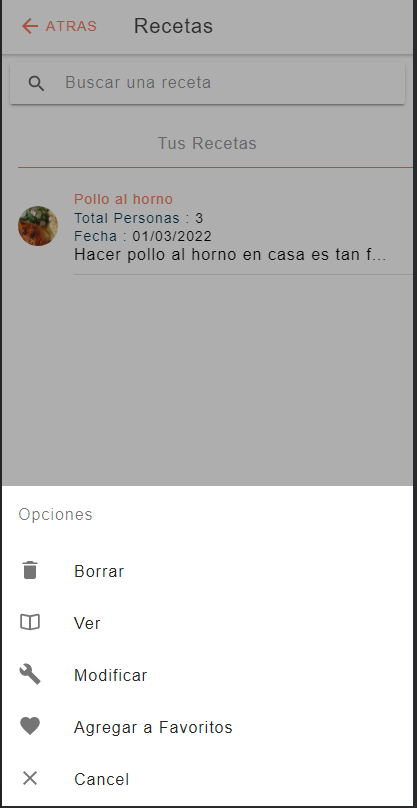 ATRAS Recetas
Buscar una receta
Tus Recetas
Pollo al horno
Total Personas : 3
Fecha : 01/03/2022
Hacer pollo al horno en casa es tan f...
Opciones
Borrar
Ver
Modificar
Agregar a Favoritos
Cancel